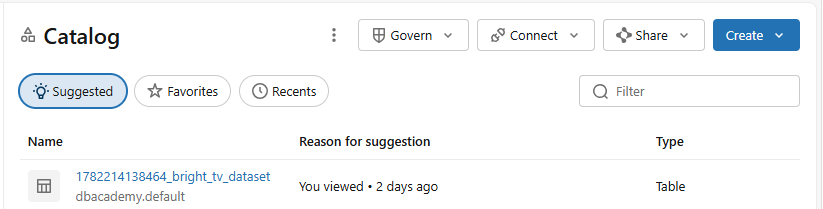 Catalog
Govern
Connect
Share
Create
Suggested
Favorites
Recents
Filter
Name Reason for suggestion Type
1782214138464_bright_tv_dataset
dbacademy.default
You viewed • 2 days ago
Table